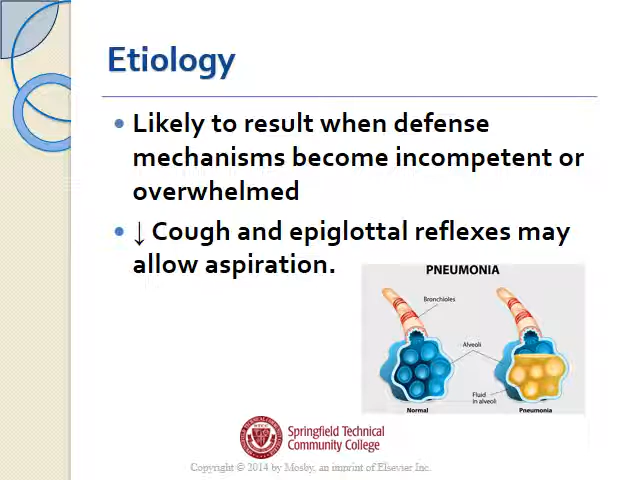 Etiology
• Likely to result when defense
mechanisms become incompetent or
overwhelmed
• ↓ Cough and epiglottal reflexes may
allow aspiration.
PNEUMONIA
Bronchioles
Alveoli
Fluid
in alveoli
Normal
Pneumonia
Springfield Technical
Community College
Copyright © 2014 by Mosby, an imprint of Elsevier Inc.